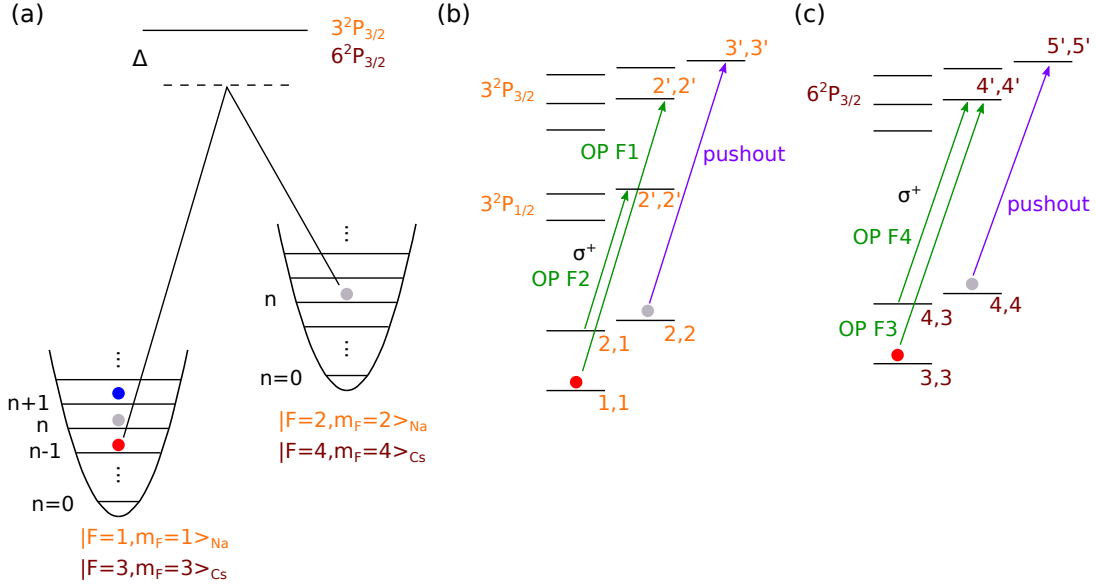 (a)
3²P3/2
6²P3/2
Δ
⋮
n
⋮
n=0
⋮
n+1
n
n-1
⋮
n=0
|F=2,mF=2>Na
|F=4,mF=4>Cs
|F=1,mF=1>Na
|F=3,mF=3>Cs
(b)
3',3'
3²P3/2
2',2'
OP F1
pushout
3²P1/2
2',2'
σ+
OP F2
2,1
2,2
1,1
(c)
5',5'
6²P3/2
4',4'
σ+
pushout
OP F4
4,3
4,4
OP F3
3,3